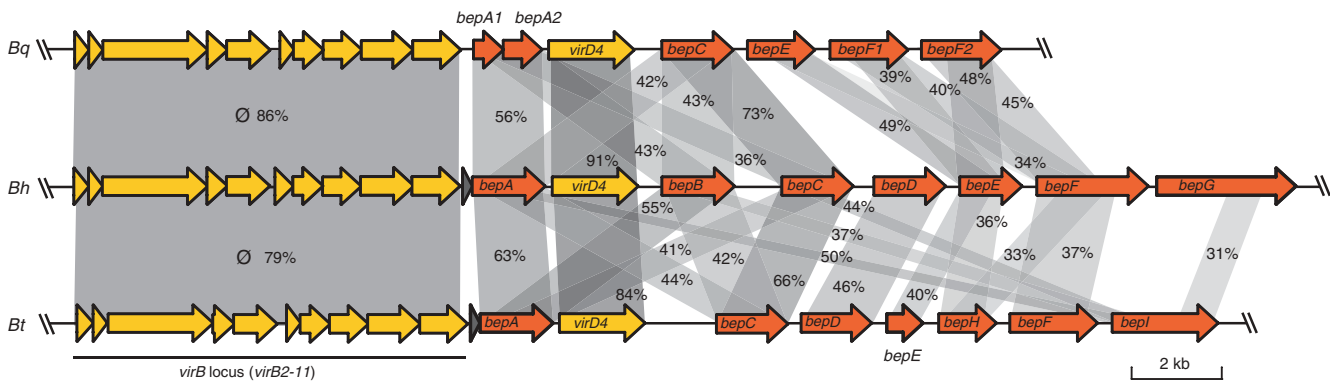 bepA1 bepA2
Bq virD4 bepC bepE bepF1 bepF2
39% 48%
42% 40%
43% 45%
Ø 86% 56% 73%
49%
43%
91% 36% 34%
Bh bepA virD4 bepB bepC bepD bepE bepF bepG
55% 44%
36%
37%
41%
Ø 79% 63% 42% 50% 33% 37% 31%
44% 66% 46%
84% 40%
Bt bepA virD4 bepC bepD bepH bepF bepI
bepE
2 kb
virB locus (virB2-11)